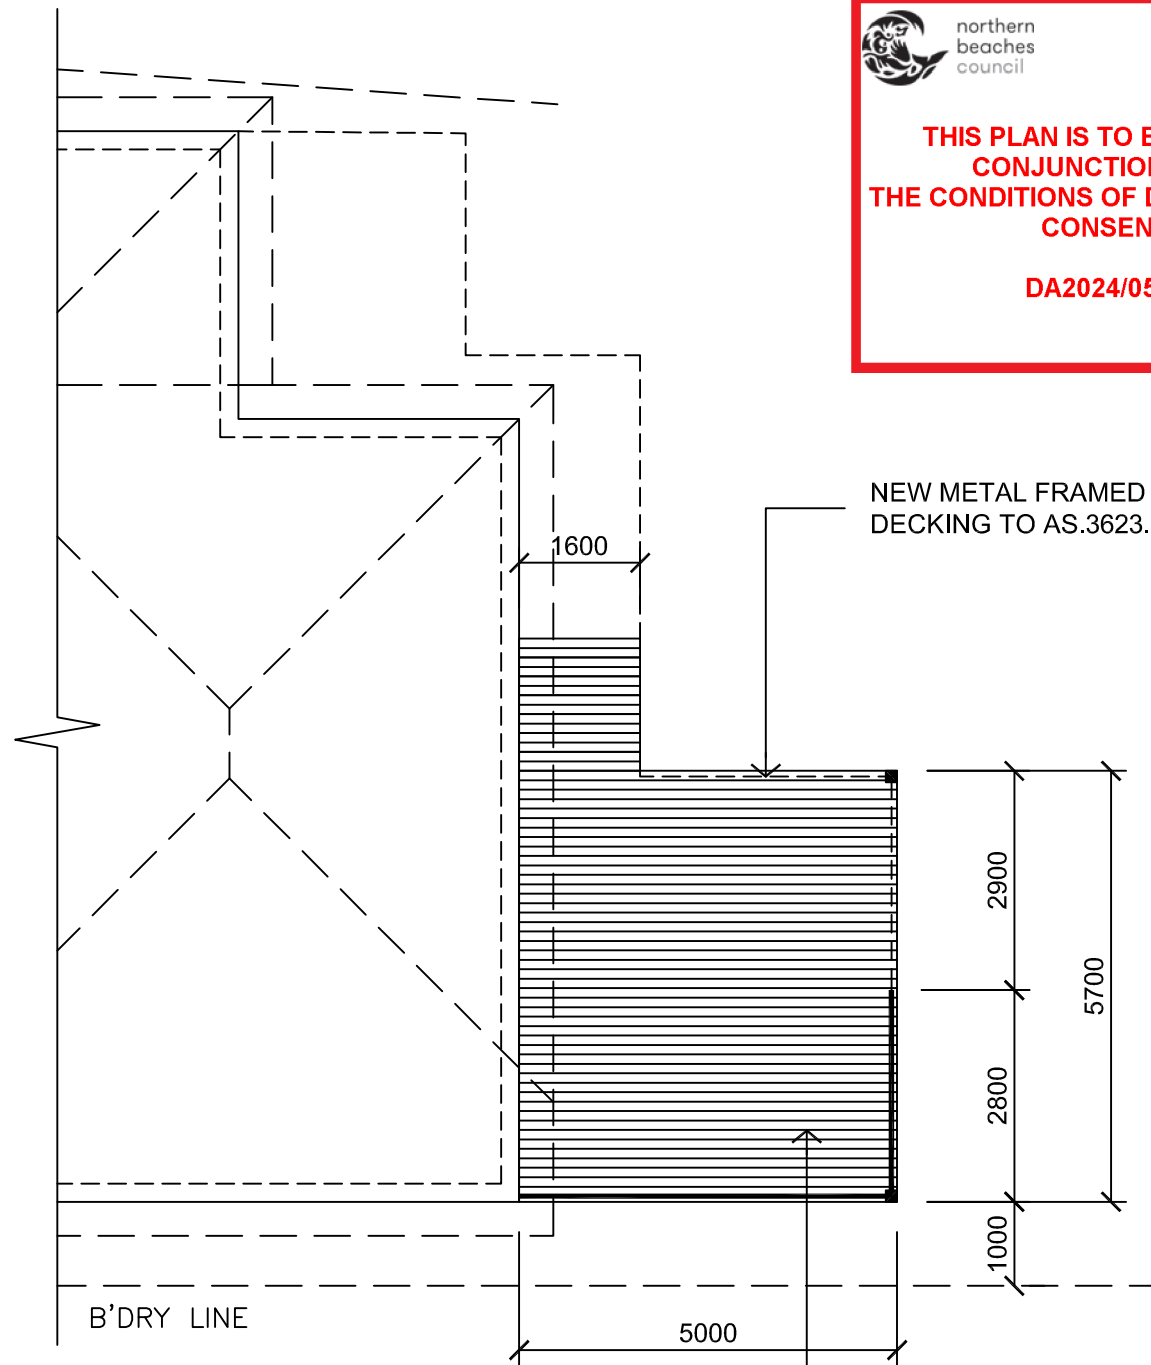 northern
beaches
council
THIS PLAN IS TO
CONJUNCTION
THE CONDITIONS OF
CONSEN
DA2024/05
NEW METAL FRAMED
DECKING TO AS.3623.
1600
2900
5700
2800
1000
B'DRY LINE
5000